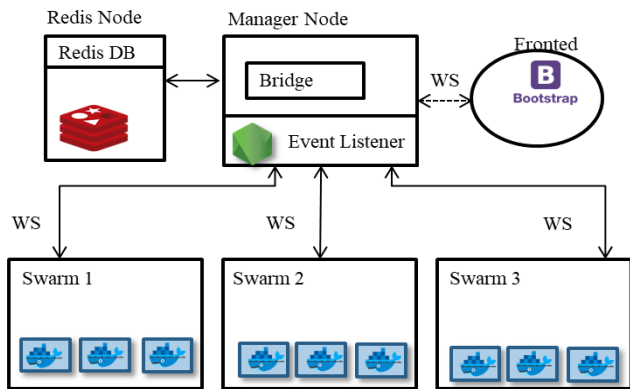 Redis Node
Manager Node
Fronted
Redis DB
Bridge
WS
B
Bootstrap
Event Listener
WS
WS
WS
Swarm 1
Swarm 2
Swarm 3